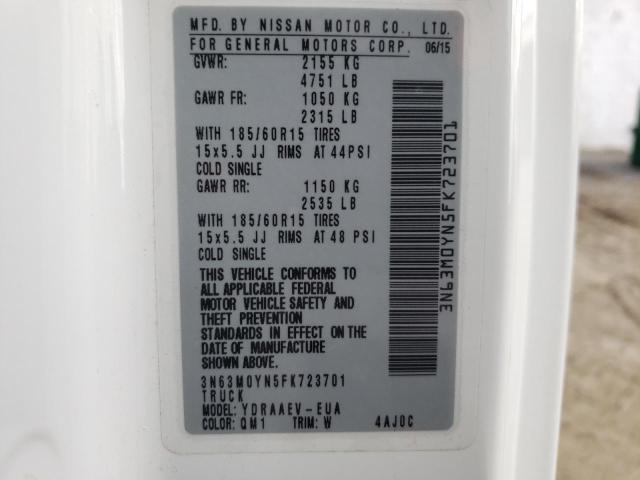 MFD. BY NISSAN MOTOR CO., LTD.
FOR GENERAL MOTORS CORP. 06/15
GVWR: 2155 KG
4751 LB
GAWR FR: 1050 KG
2315 LB
WITH 185/60R15 TIRES
15x5.5 JJ RIMS AT 44PSI
COLD SINGLE
GAWR RR: 1150 KG
2535 LB
WITH 185/60R15 TIRES
15x5.5 JJ RIMS AT 48 PSI
COLD SINGLE
THIS VEHICLE CONFORMS TO
ALL APPLICABLE FEDERAL
MOTOR VEHICLE SAFETY AND
THEFT PREVENTION
STANDARDS IN EFFECT ON THE
DATE OF MANUFACTURE
SHOWN ABOVE.
3N63M0YN5FK723701
TRUCK
MODEL: YDRAAEV-EUA
COLOR: QM1 TRIM: W 4AJ0C
3N63M0YN5FK723701